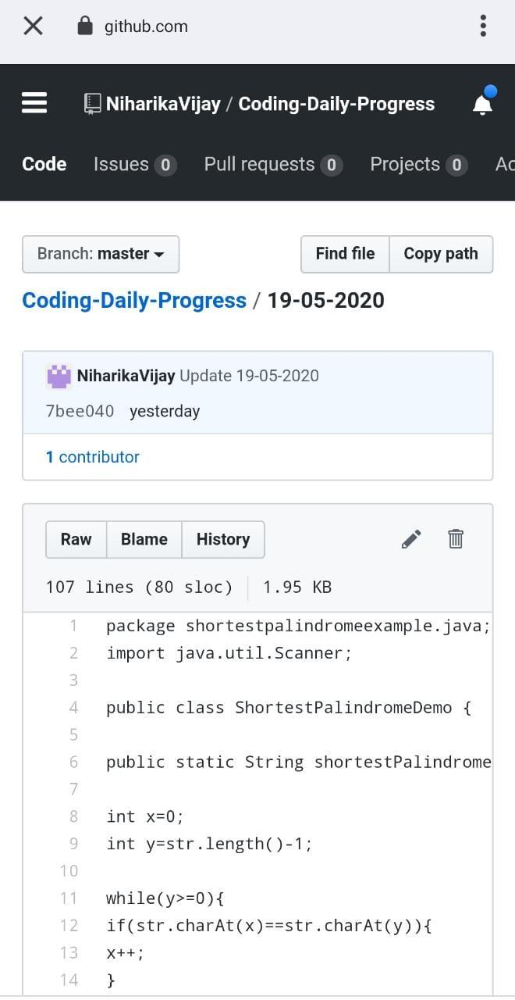 github.com
NiharikaVijay / Coding-Daily-Progress
Code Issues 0 Pull requests 0 Projects 0 Ac
Branch: master Find file Copy path
Coding-Daily-Progress / 19-05-2020
NiharikaVijay Update 19-05-2020
7bee040 yesterday
1 contributor
Raw Blame History
107 lines (80 sloc) 1.95 KB
1 package shortestpalindromeexample.java;
2 import java.util.Scanner;
3
4 public class ShortestPalindromeDemo {
5
6 public static String shortestPalindrome
7
8 int x=0;
9 int y=str.length()-1;
10
11 while(y>=0){
12 if(str.charAt(x)==str.charAt(y)){
13 x++;
14 }